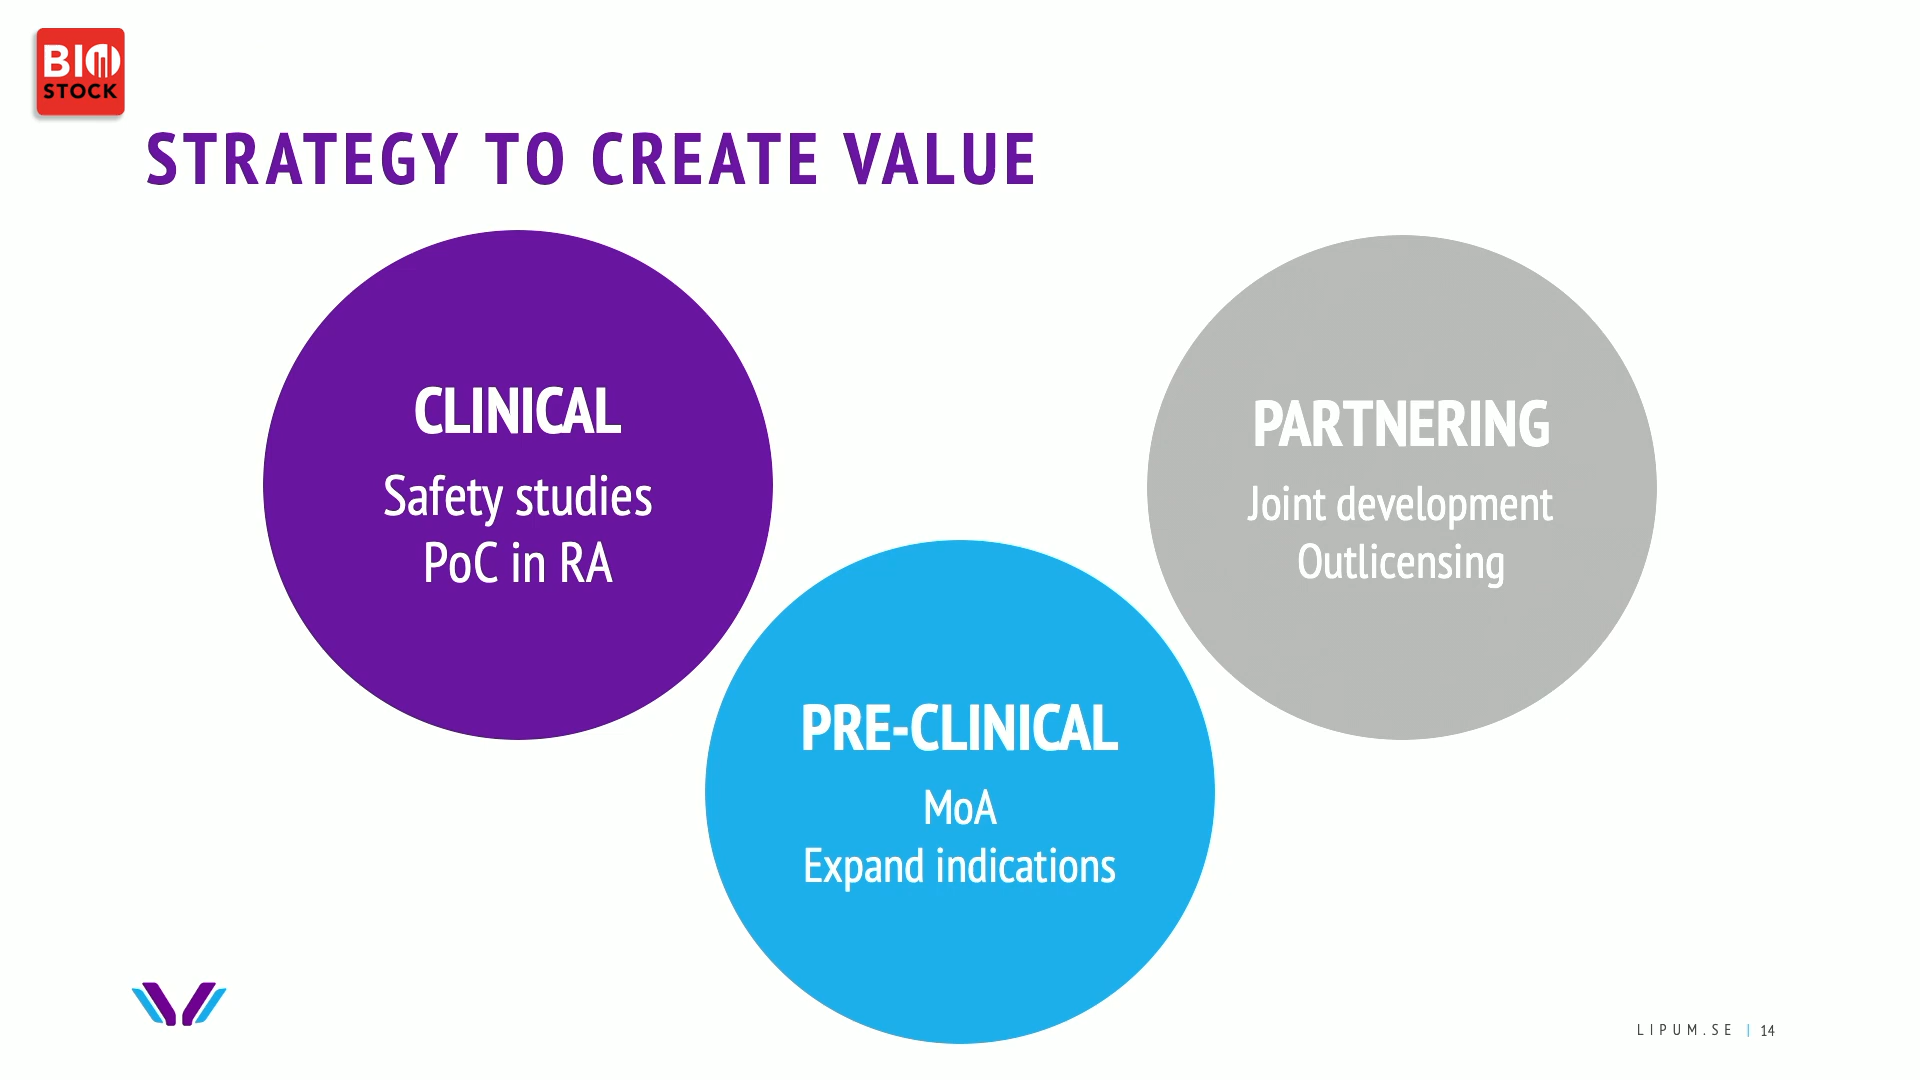 BIO
STOCK
STRATEGY TO CREATE VALUE
CLINICAL
Safety studies
PoC in RA
PARTNERING
Joint development
Outlicensing
PRE-CLINICAL
MoA
Expand indications
LIPUM.SE | 14